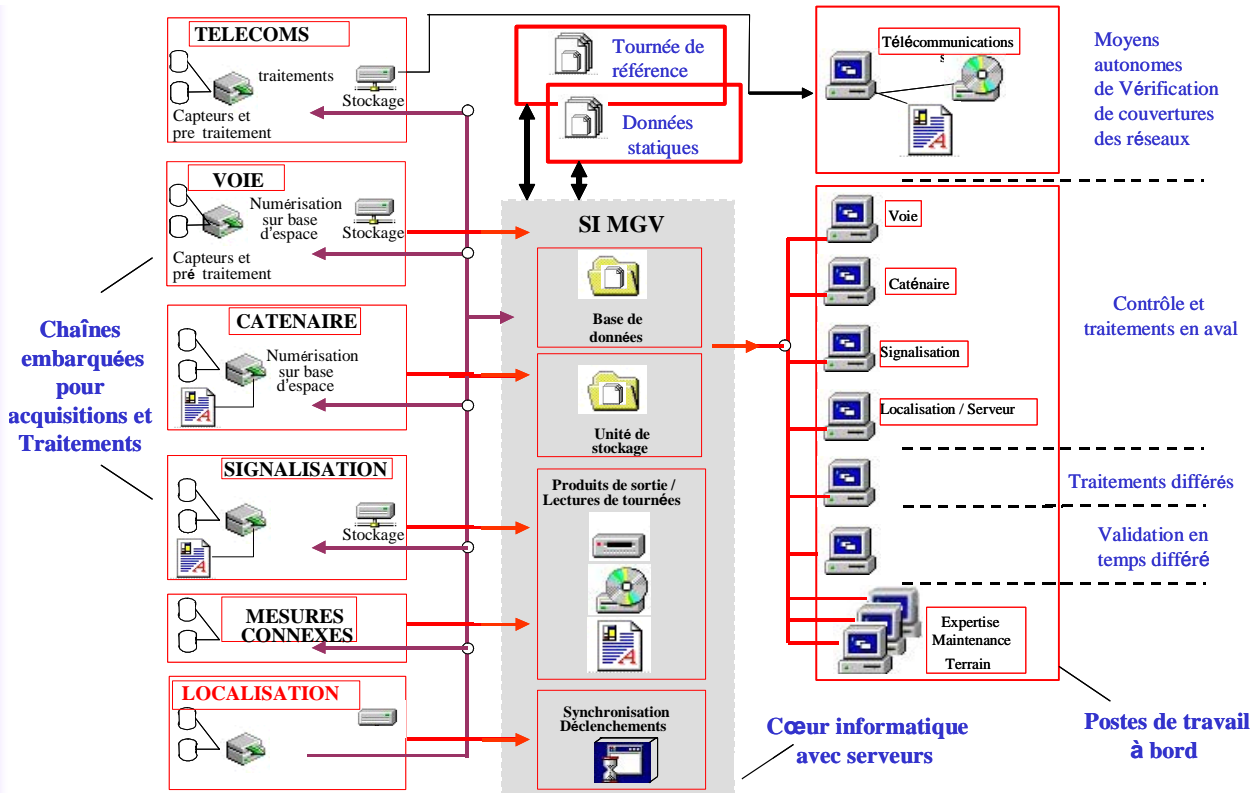 TELECOMS
traitements
Stockage
Capteurs et
pre traitement
VOIE
Numérisation
sur base
d'espace
Stockage
Capteurs et
pré traitement
Chaînes
embarquées
pour
acquisitions et
Traitements
CATENAIRE
Numérisation
sur base
d'espace
SIGNALISATION
Stockage
MESURES
CONNEXES
LOCALISATION
Tournée de
référence
Données
statiques
SI MGV
Base de
données
Unité de
stockage
Produits de sortie /
Lectures de tournées
Synchronisation
Déclenchements
Cœur informatique
avec serveurs
Télécommunications
s
Voie
Caténaire
Signalisation
Localisation / Serveur
Expertise
Maintenance
Terrain
Moyens
autonomes
de Vérification
de couvertures
des réseaux
Contrôle et
traitements en aval
Traitements différés
Validation en
temps différé
Postes de travail
à bord